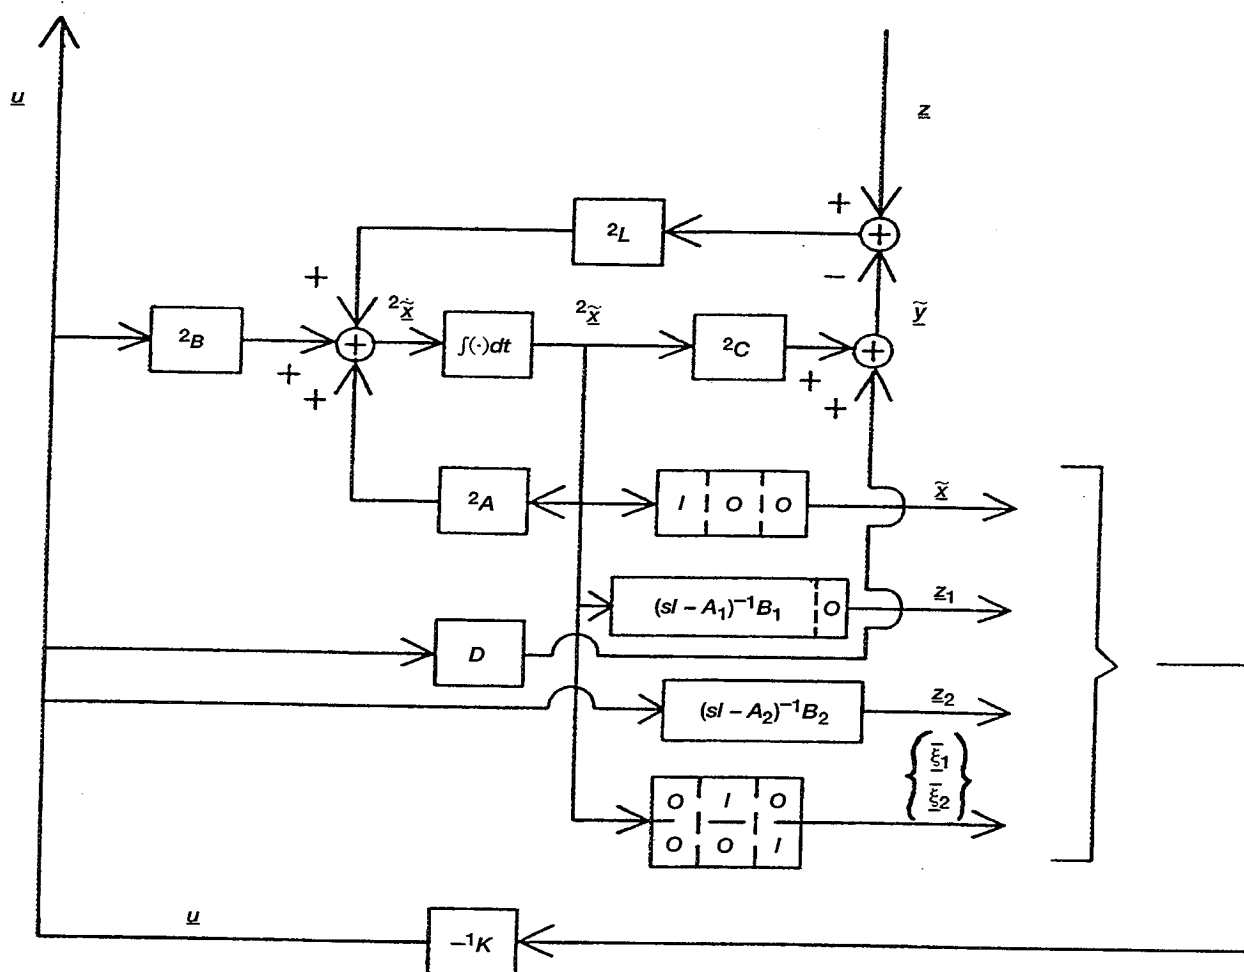 u
z
+
²L
+
+
−
²x̃
²x̃
ỹ
²B
+
∫(·)dt
²C
+
+
+
+
+
²A
I O O
x̃
(sI − A₁)⁻¹B₁ O
z₁
D
(sI − A₂)⁻¹B₂
z₂
ξ̄₁
ξ̄₂
O I O
O O I
u
−¹K